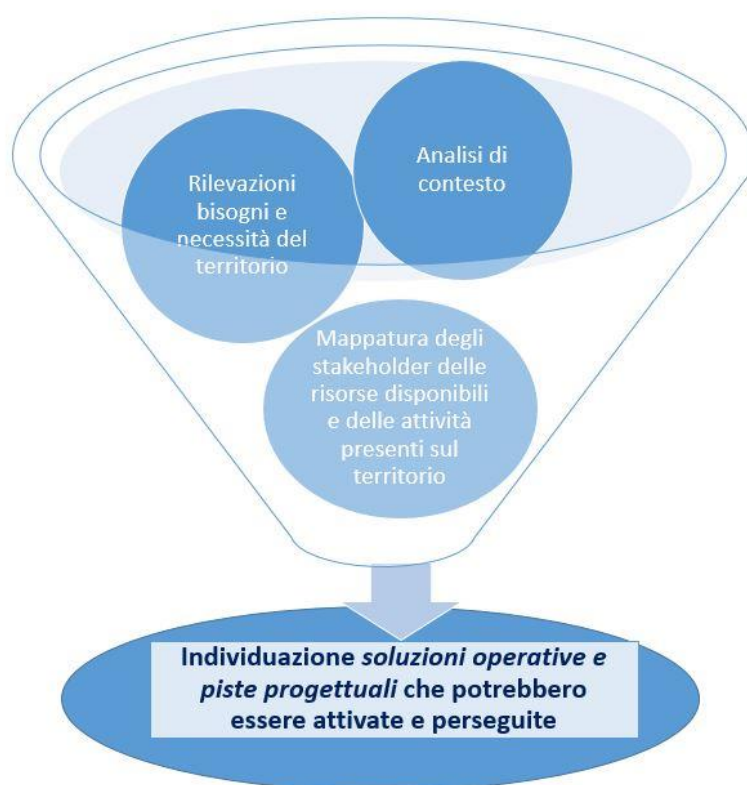 Rilevazioni
bisogni e
necessità del
territorio
Analisi di
contesto
Mappatura degli
stakeholder delle
risorse disponibili
e delle attività
presenti sul
territorio
Individuazione soluzioni operative e
piste progettuali che potrebbero
essere attivate e perseguite